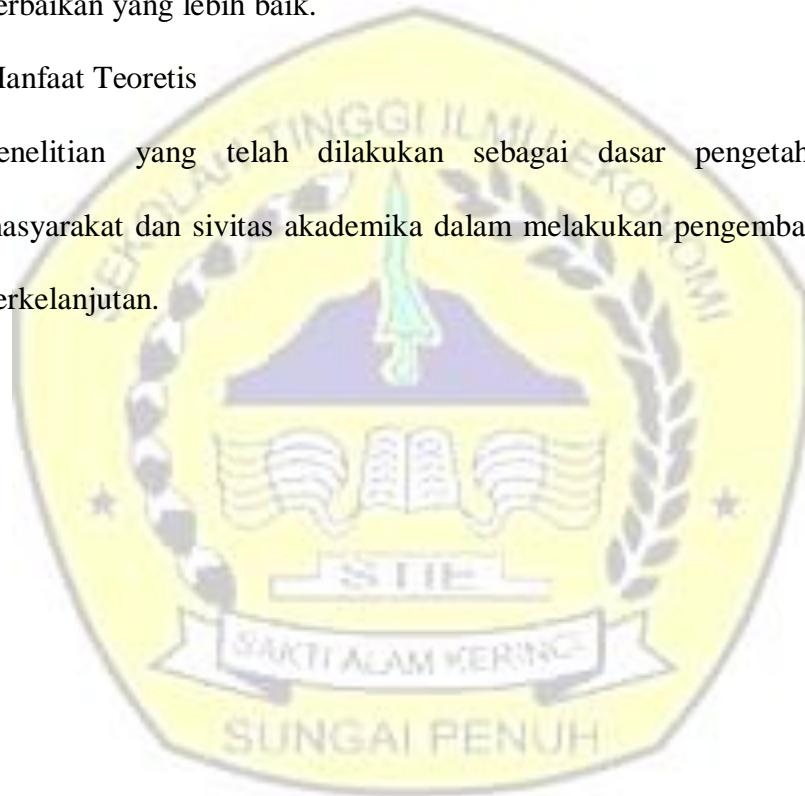 erbaikan yang lebih baik.
Manfaat Teoretis
enelitian yang telah dilakukan sebagai dasar pengetah
asyarakat dan sivitas akademika dalam melakukan pengemba
erkelanjutan.
SEKOLAH TINGGI ILMU EKONOMI
STIE
SAKTI ALAM KERINCI
SUNGAI PENUH